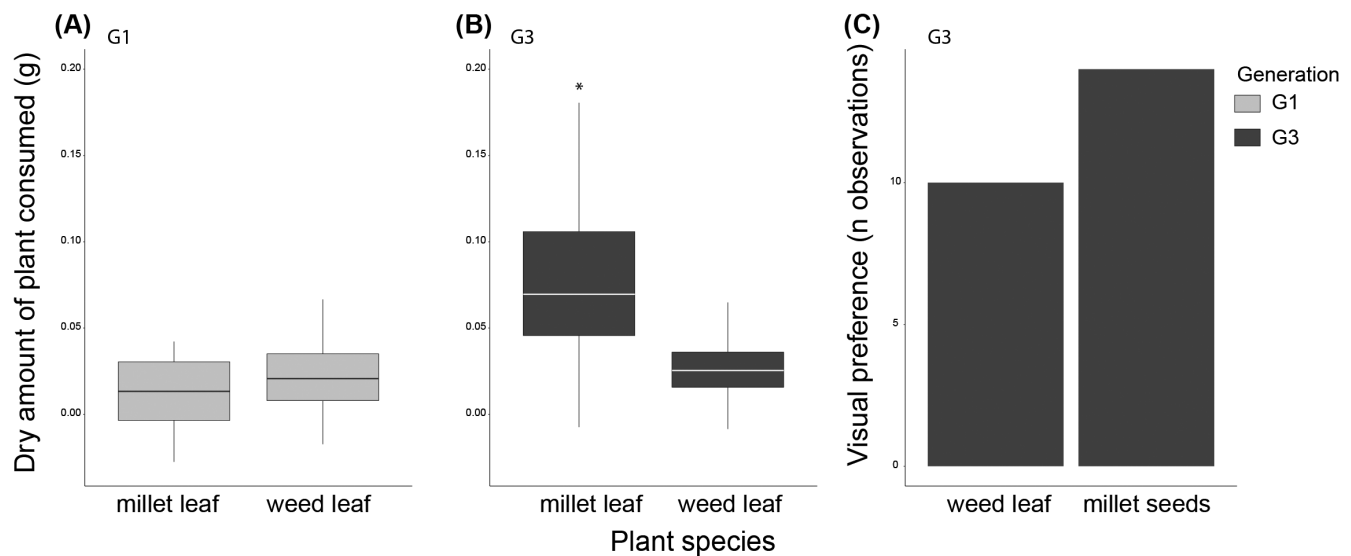 (A) G1
Dry amount of plant consumed (g)
0.20
0.15
0.10
0.05
0.00
millet leaf weed leaf
(B) G3
0.20
0.15
0.10
0.05
0.00
*
millet leaf weed leaf
Plant species
(C) G3
Visual preference (n observations)
10
5
0
weed leaf millet seeds
Generation
G1
G3